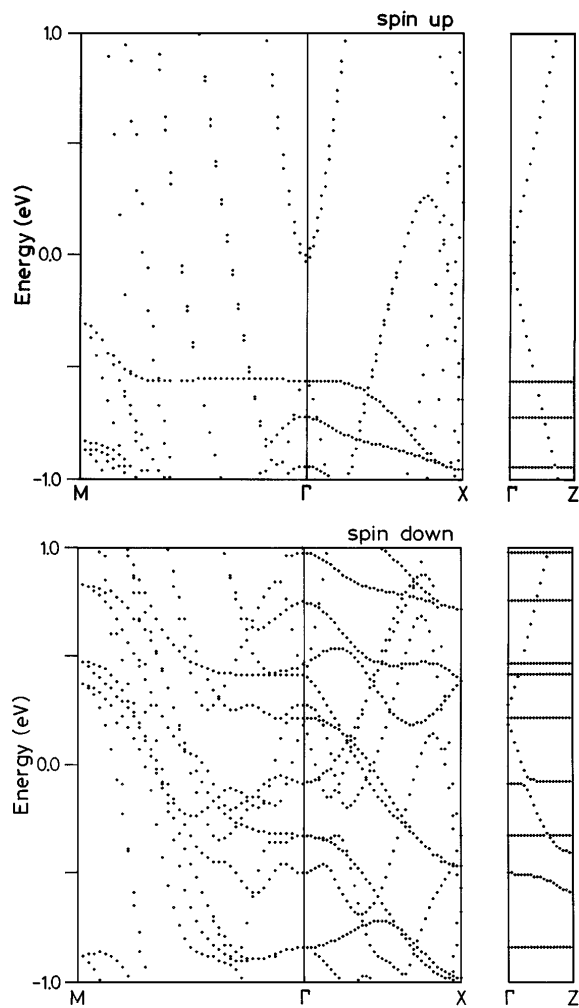 spin up
1.0
0.0
-1.0
Energy (eV)
M Γ X Γ Z
spin down
1.0
0.0
-1.0
Energy (eV)
M Γ X Γ Z